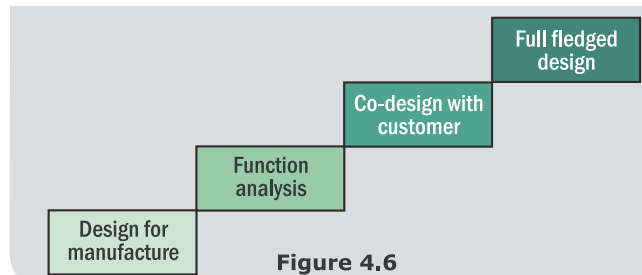 Full fledged
design
Co-design with
customer
Function
analysis
Design for
manufacture
Figure 4.6